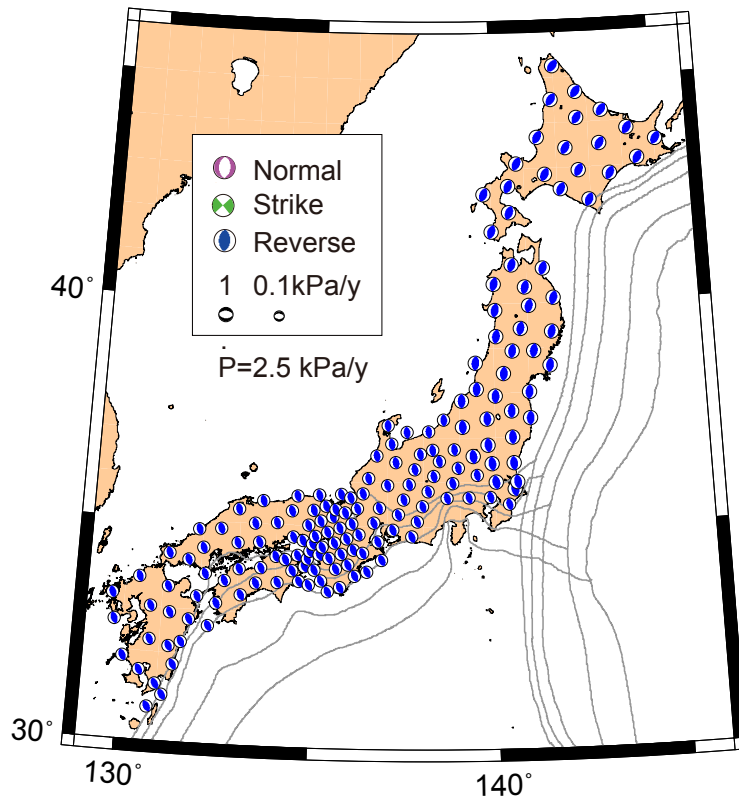 Normal
Strike
Reverse
1 0.1kPa/y
Ṗ=2.5 kPa/y
40°
30°
130°
140°